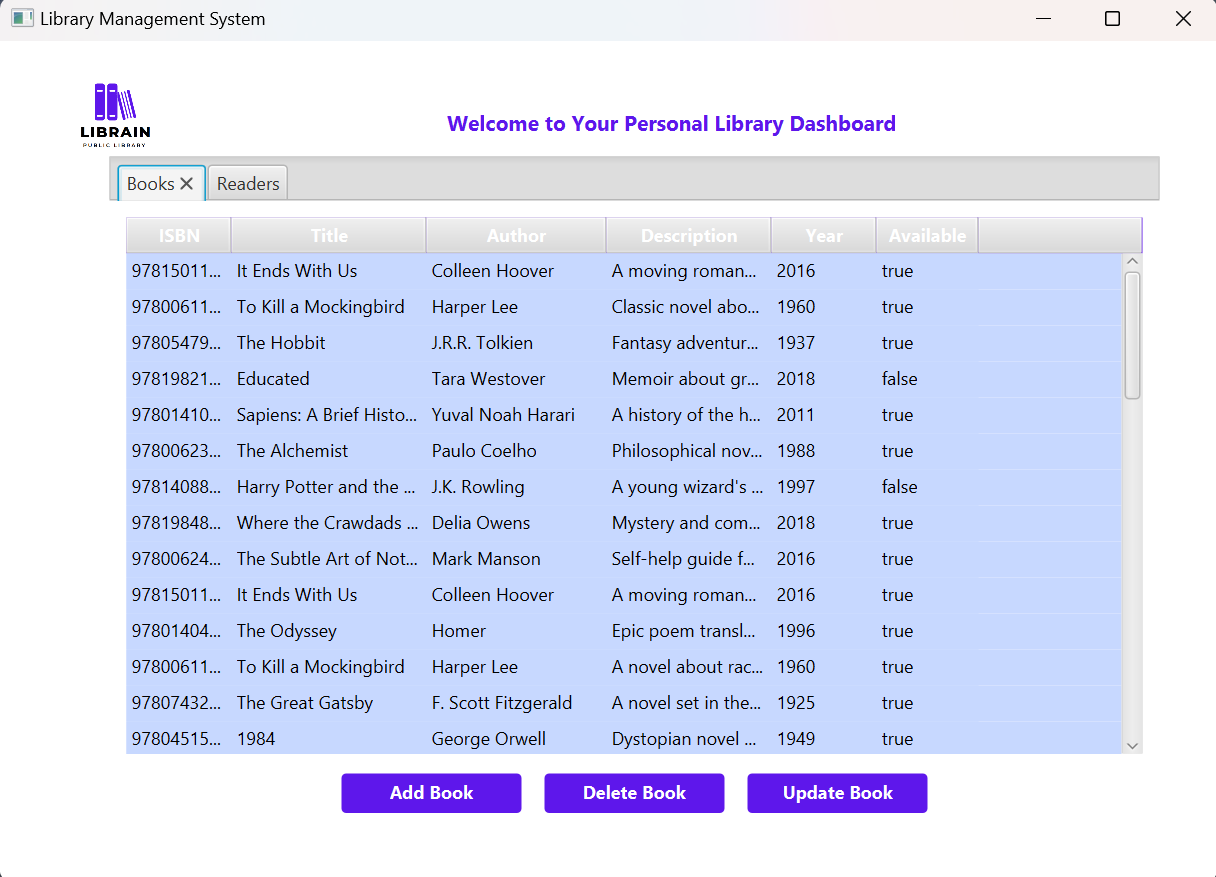 Library Management System
LIBRAIN
PUBLIC LIBRARY
Welcome to Your Personal Library Dashboard
Books Readers
ISBN Title Author Description Year Available
97815011... It Ends With Us Colleen Hoover A moving roman... 2016 true
97800611... To Kill a Mockingbird Harper Lee Classic novel abo... 1960 true
97805479... The Hobbit J.R.R. Tolkien Fantasy adventur... 1937 true
97819821... Educated Tara Westover Memoir about gr... 2018 false
97801410... Sapiens: A Brief Histo... Yuval Noah Harari A history of the h... 2011 true
97800623... The Alchemist Paulo Coelho Philosophical nov... 1988 true
97814088... Harry Potter and the ... J.K. Rowling A young wizard's ... 1997 false
97819848... Where the Crawdads ... Delia Owens Mystery and com... 2018 true
97800624... The Subtle Art of Not... Mark Manson Self-help guide f... 2016 true
97815011... It Ends With Us Colleen Hoover A moving roman... 2016 true
97801404... The Odyssey Homer Epic poem transl... 1996 true
97800611... To Kill a Mockingbird Harper Lee A novel about rac... 1960 true
97807432... The Great Gatsby F. Scott Fitzgerald A novel set in the... 1925 true
97804515... 1984 George Orwell Dystopian novel ... 1949 true
Add Book Delete Book Update Book